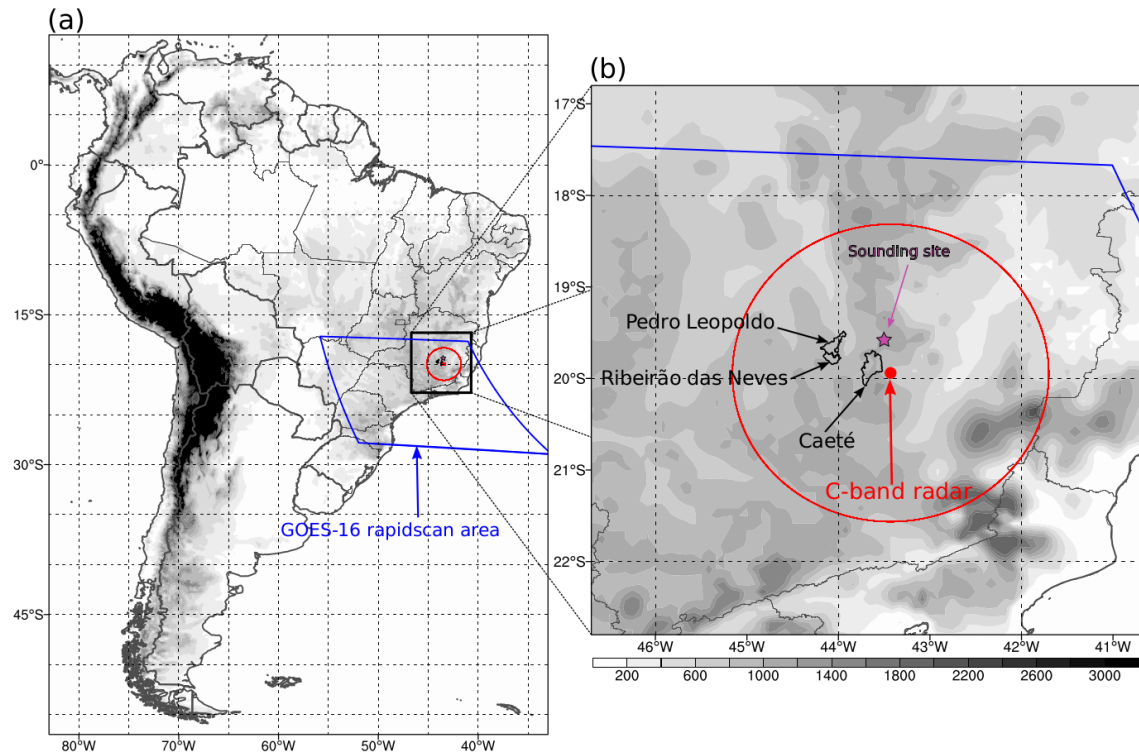 (a)
0°
15°S
30°S
45°S
80°W 70°W 60°W 50°W 40°W
GOES-16 rapidscan area
(b)
17°S
18°S
19°S
20°S
21°S
22°S
Sounding site
Pedro Leopoldo
Ribeirão das Neves
Caeté
C-band radar
46°W 45°W 44°W 43°W 42°W 41°W
200 600 1000 1400 1800 2200 2600 3000